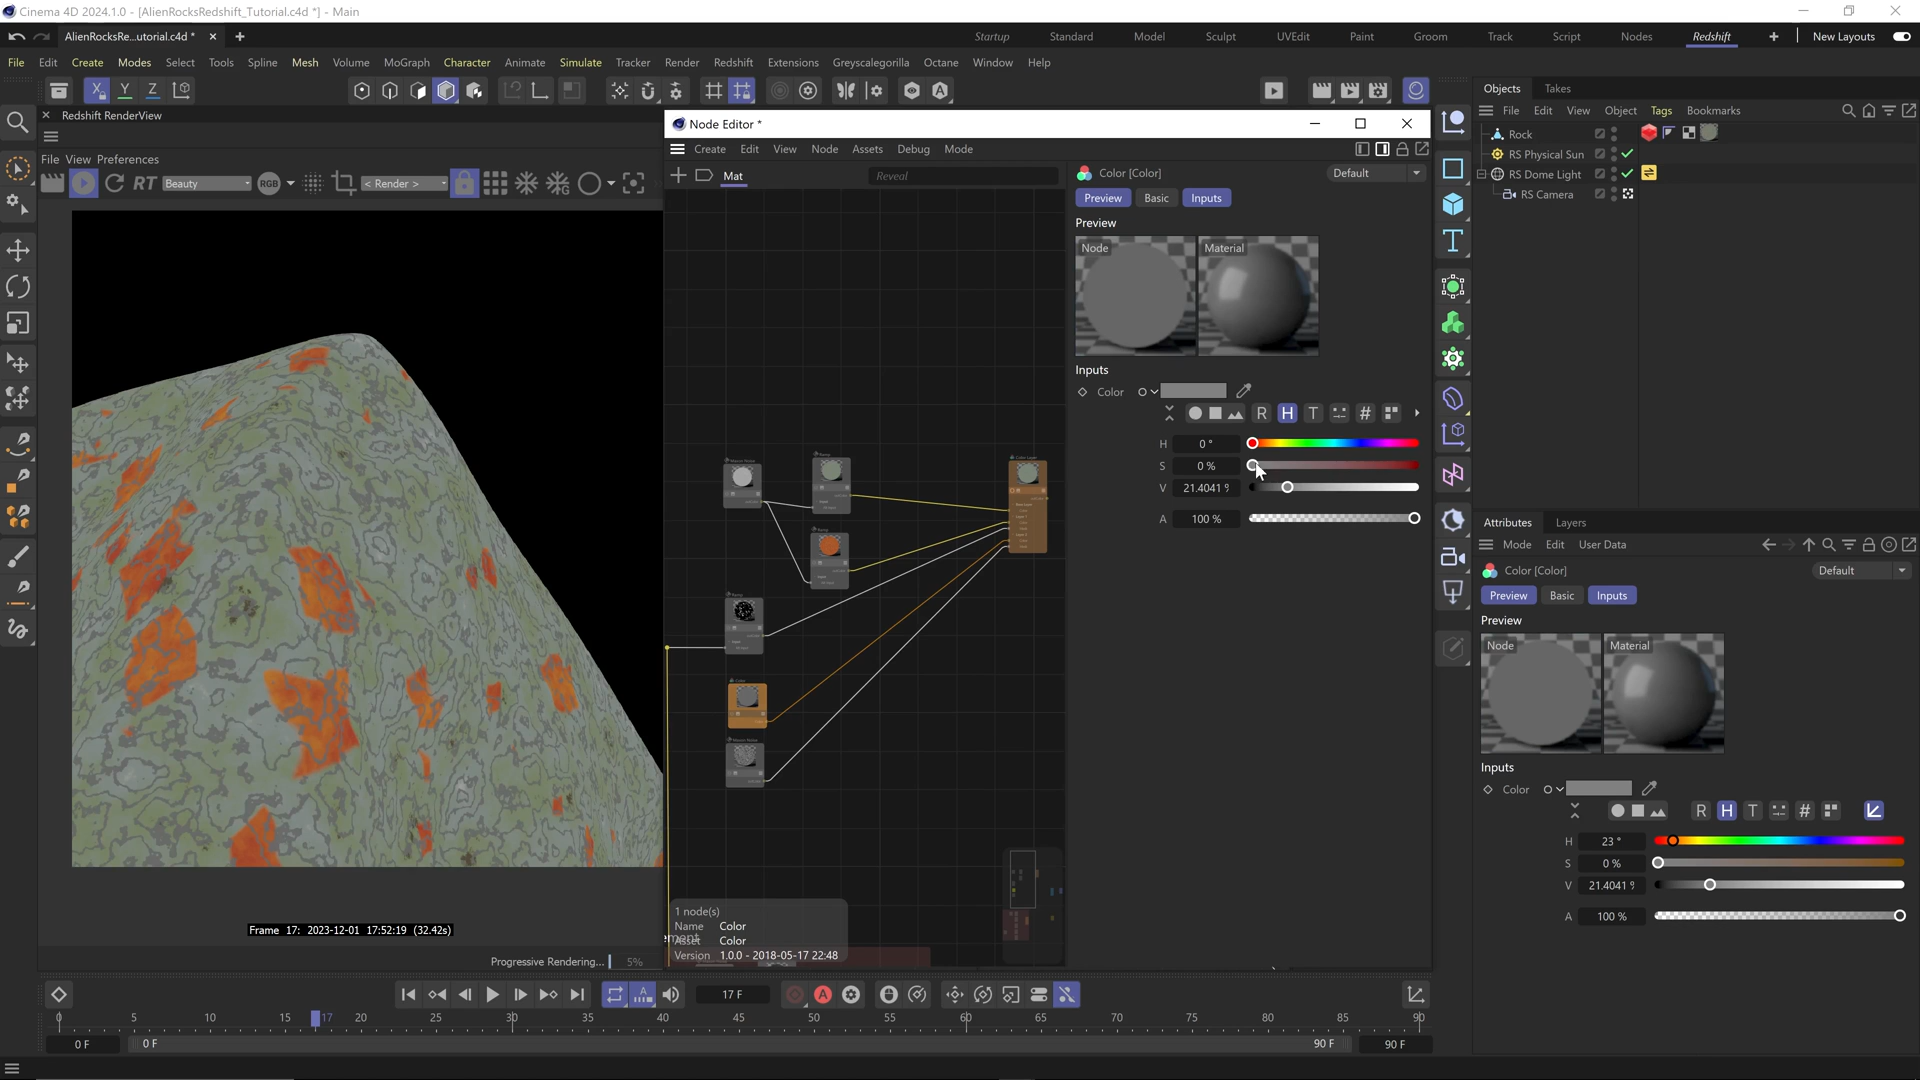 Cinema 4D 2024.1.0 - [AlienRocksRedshift_Tutorial.c4d *] - Main
AlienRocksRe...utorial.c4d *
Startup Standard Model Sculpt UVEdit Paint Groom Track Script Nodes Redshift New Layouts
File Edit Create Modes Select Tools Spline Mesh Volume MoGraph Character Animate Simulate Tracker Render Redshift Extensions Greyscalegorilla Octane Window Help
X Y Z
Redshift RenderView
File View Preferences
RT Beauty RGB < Render >
Frame 17: 2023-12-01 17:52:19 (32.42s)
Progressive Rendering... 5%
Node Editor *
Create Edit View Node Assets Debug Mode
Mat Reveal
1 node(s)
Name Color
Asset Color
Version 1.0.0 - 2018-05-17 22:48
Color [Color] Default
Preview Basic Inputs
Preview
Node Material
Inputs
Color
R H T #
H 0 °
S 0 %
V 21.4041 %
A 100 %
Objects Takes
File Edit View Object Tags Bookmarks
Rock
RS Physical Sun
RS Dome Light
RS Camera
Attributes Layers
Mode Edit User Data
Color [Color] Default
Preview Basic Inputs
Preview
Node Material
Inputs
Color
R H T #
H 23 °
S 0 %
V 21.4041 %
A 100 %
17 F
0 5 10 15 17 20 25 30 35 40 45 50 55 60 65 70 75 80 85 90
0 F 0 F 90 F 90 F